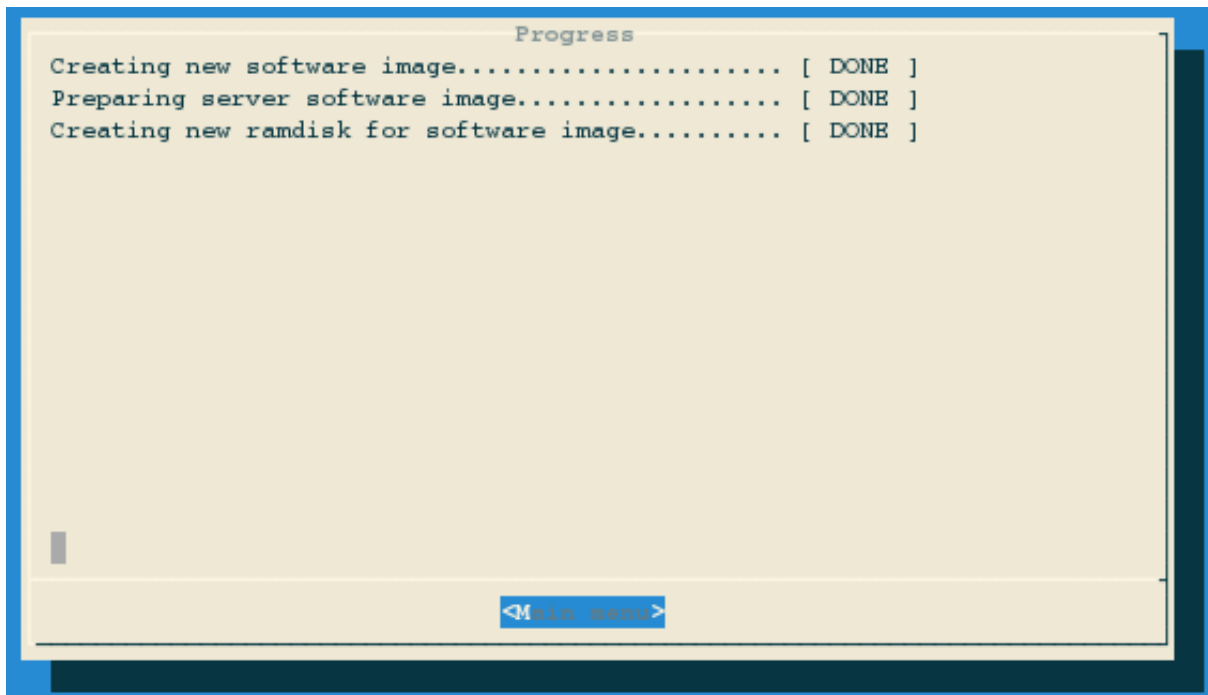 Progress
Creating new software image...................... [ DONE ]
Preparing server software image.................. [ DONE ]
Creating new ramdisk for software image.......... [ DONE ]
<Main menu>